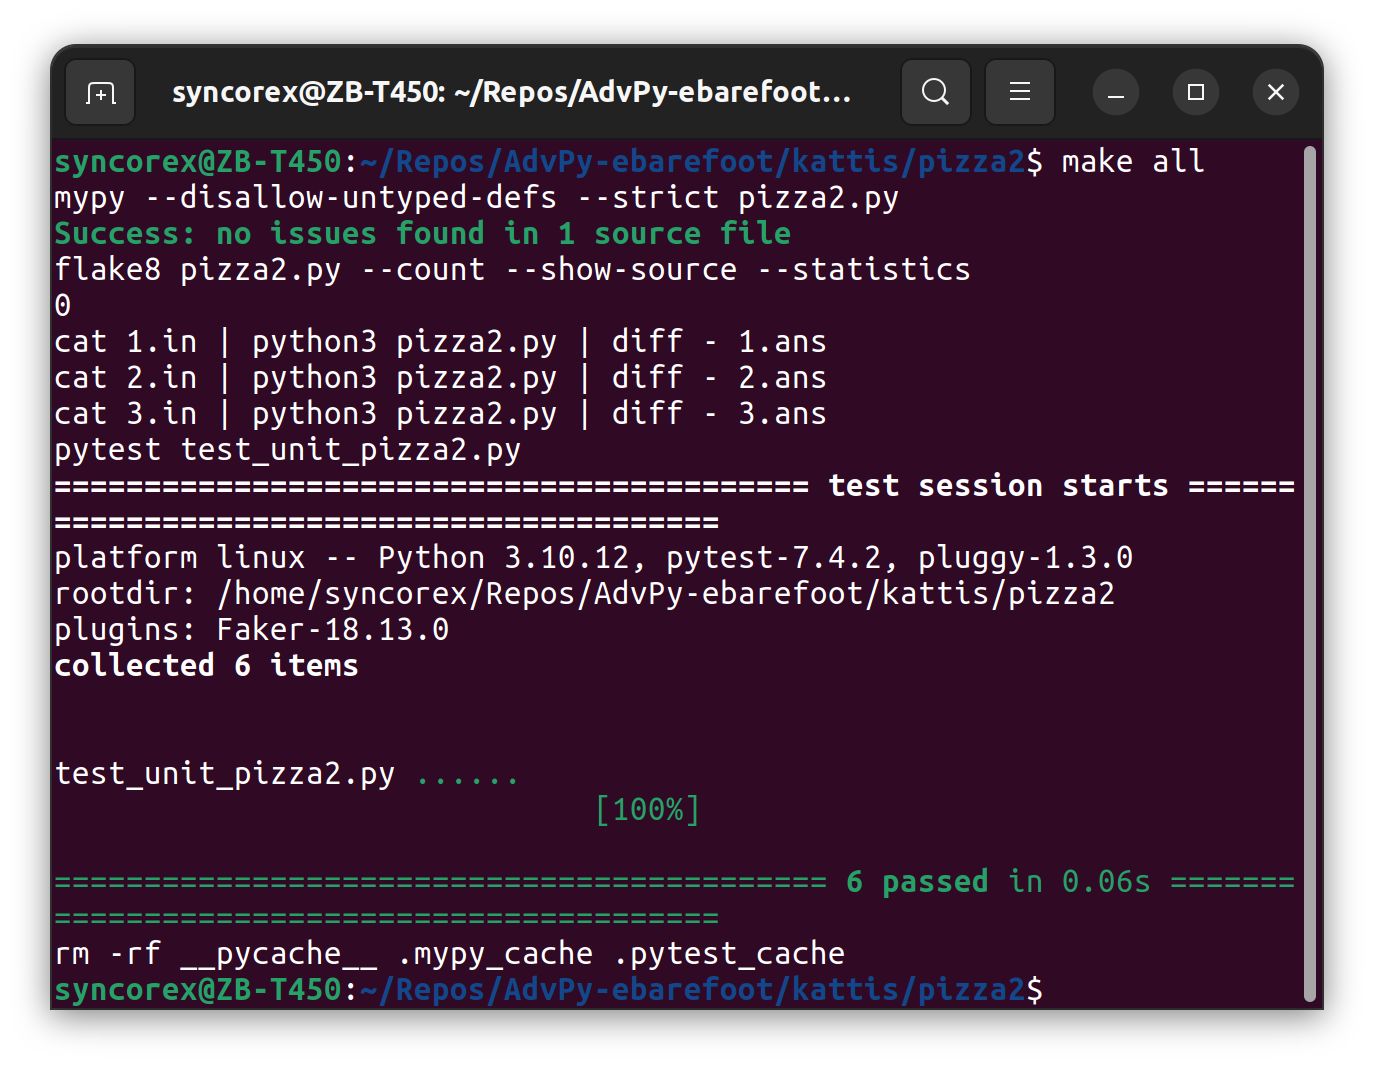 syncorex@ZB-T450: ~/Repos/AdvPy-ebarefoot...
syncorex@ZB-T450:~/Repos/AdvPy-ebarefoot/kattis/pizza2$ make all
mypy --disallow-untyped-defs --strict pizza2.py
Success: no issues found in 1 source file
flake8 pizza2.py --count --show-source --statistics
0
cat 1.in | python3 pizza2.py | diff - 1.ans
cat 2.in | python3 pizza2.py | diff - 2.ans
cat 3.in | python3 pizza2.py | diff - 3.ans
pytest test_unit_pizza2.py
========================================== test session starts ======
=====================================
platform linux -- Python 3.10.12, pytest-7.4.2, pluggy-1.3.0
rootdir: /home/syncorex/Repos/AdvPy-ebarefoot/kattis/pizza2
plugins: Faker-18.13.0
collected 6 items
test_unit_pizza2.py ......
[100%]
=========================================== 6 passed in 0.06s =======
=====================================
rm -rf __pycache__ .mypy_cache .pytest_cache
syncorex@ZB-T450:~/Repos/AdvPy-ebarefoot/kattis/pizza2$